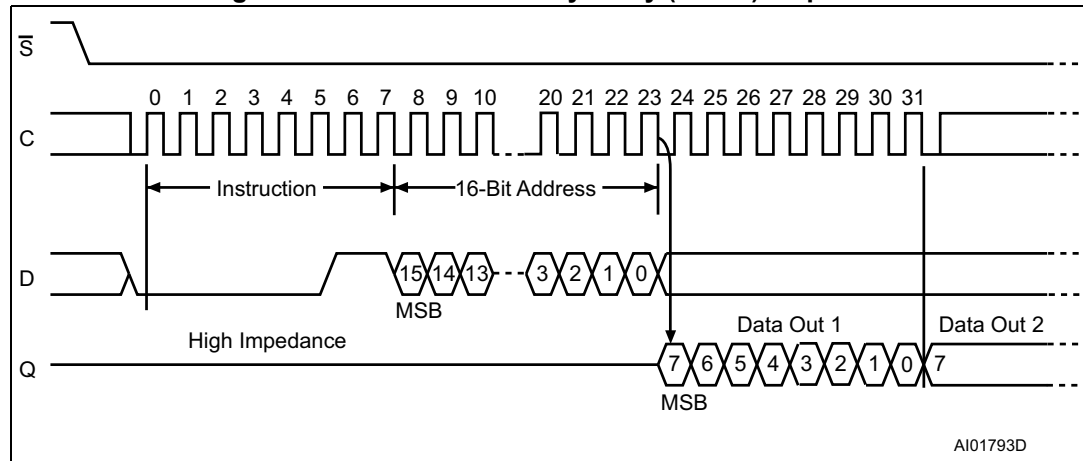 S̅
0 1 2 3 4 5 6 7 8 9 10 20 21 22 23 24 25 26 27 28 29 30 31
C
Instruction
16-Bit Address
D
15 14 13 3 2 1 0
MSB
High Impedance
Data Out 1
Data Out 2
Q
7 6 5 4 3 2 1 0 7
MSB
AI01793D